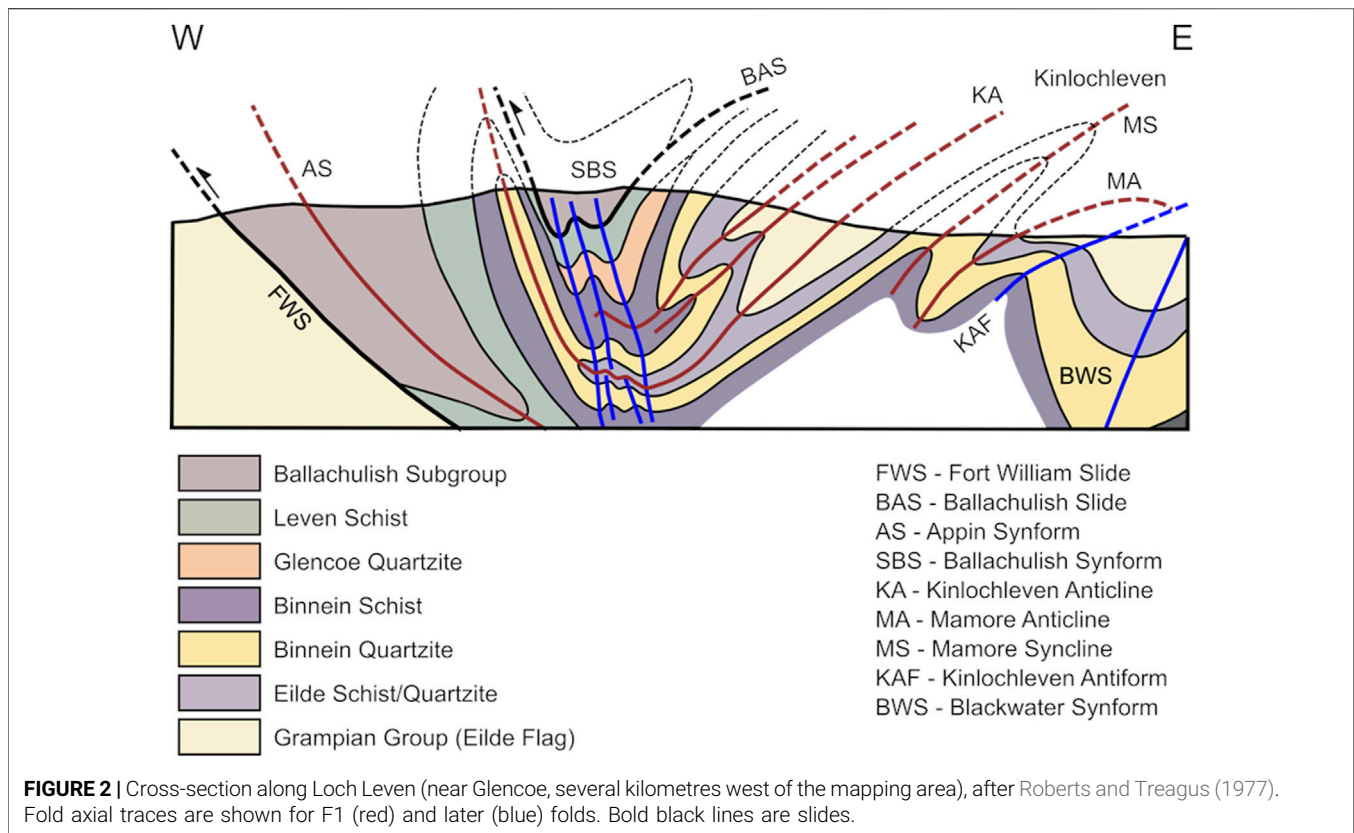 W
E
BAS
Kinlochleven
KA
MS
AS
SBS
MA
FWS
KAF
BWS
Ballachulish Subgroup
Leven Schist
Glencoe Quartzite
Binnein Schist
Binnein Quartzite
Eilde Schist/Quartzite
Grampian Group (Eilde Flag)
FWS - Fort William Slide
BAS - Ballachulish Slide
AS - Appin Synform
SBS - Ballachulish Synform
KA - Kinlochleven Anticline
MA - Mamore Anticline
MS - Mamore Syncline
KAF - Kinlochleven Antiform
BWS - Blackwater Synform
FIGURE 2 | Cross-section along Loch Leven (near Glencoe, several kilometres west of the mapping area), after Roberts and Treagus (1977).
Fold axial traces are shown for F1 (red) and later (blue) folds. Bold black lines are slides.